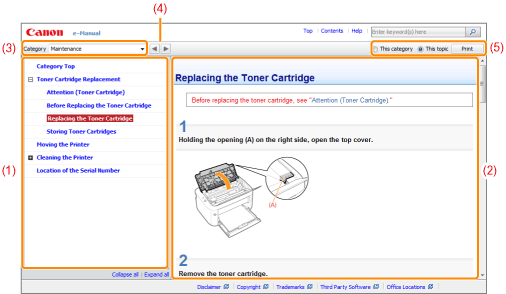 (4)
Canon e-Manual
Top Contents Help Enter keyword(s) here
(3) Category Maintenance This category This topic Print (5)
Category Top
Toner Cartridge Replacement
Attention (Toner Cartridge)
Before Replacing the Toner Cartridge
Replacing the Toner Cartridge
Storing Toner Cartridges
Moving the Printer
Cleaning the Printer
Location of the Serial Number
(1)
Collapse all Expand all
Replacing the Toner Cartridge
Before replacing the toner cartridge, see "Attention (Toner Cartridge)."
1
Holding the opening (A) on the right side, open the top cover.
(A)
(2)
2
Remove the toner cartridge.
Disclaimer Copyright Trademarks Third Party Software Office Locations